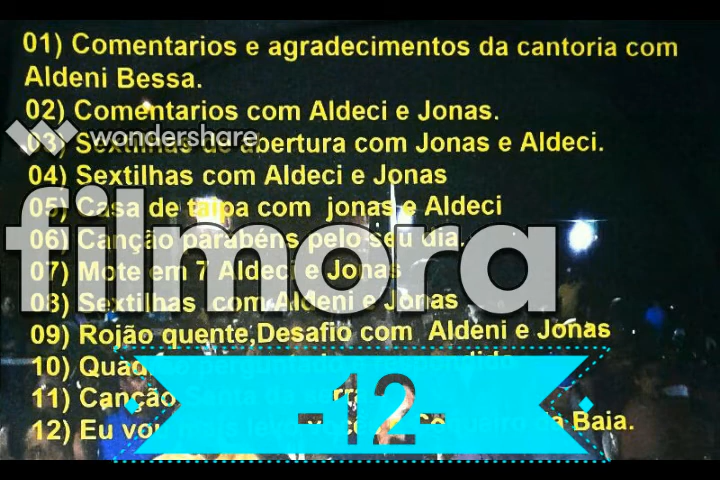 01) Comentarios e agradecimentos da cantoria com
Aldeni Bessa.
02) Comentarios com Aldeci e Jonas.
wondershare
03) Sextilhas de abertura com Jonas e Aldeci.
04) Sextilhas com Aldeci e Jonas
filmora
05) Casa de taipa com jonas e Aldeci
06) Canção parabéns pelo seu dia.
07) Mote em 7 Aldeci e Jonas
08) Sextilhas com Aldeni e Jonas
09) Rojão quente,Desafio com Aldeni e Jonas
10)
11) Canção
-12-
12) Eu vou Baia.